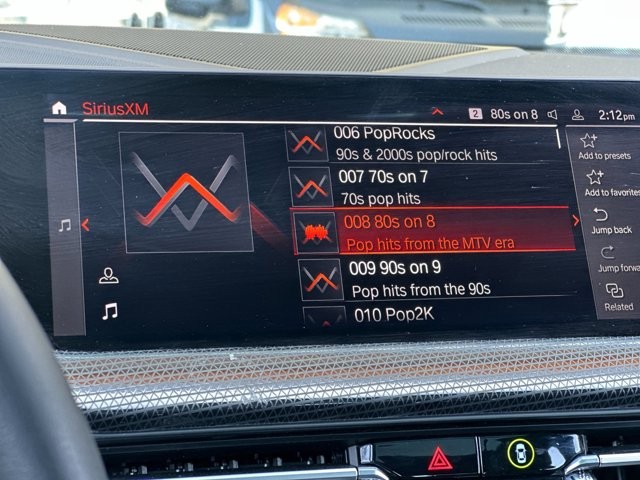 SiriusXM
2 80s on 8 2:12pm
006 PopRocks
90s & 2000s pop/rock hits
007 70s on 7
70s pop hits
008 80s on 8
Pop hits from the MTV era
009 90s on 9
Pop hits from the 90s
010 Pop2K
Add to presets
Add to favorites
Jump back
Jump forwa
Related